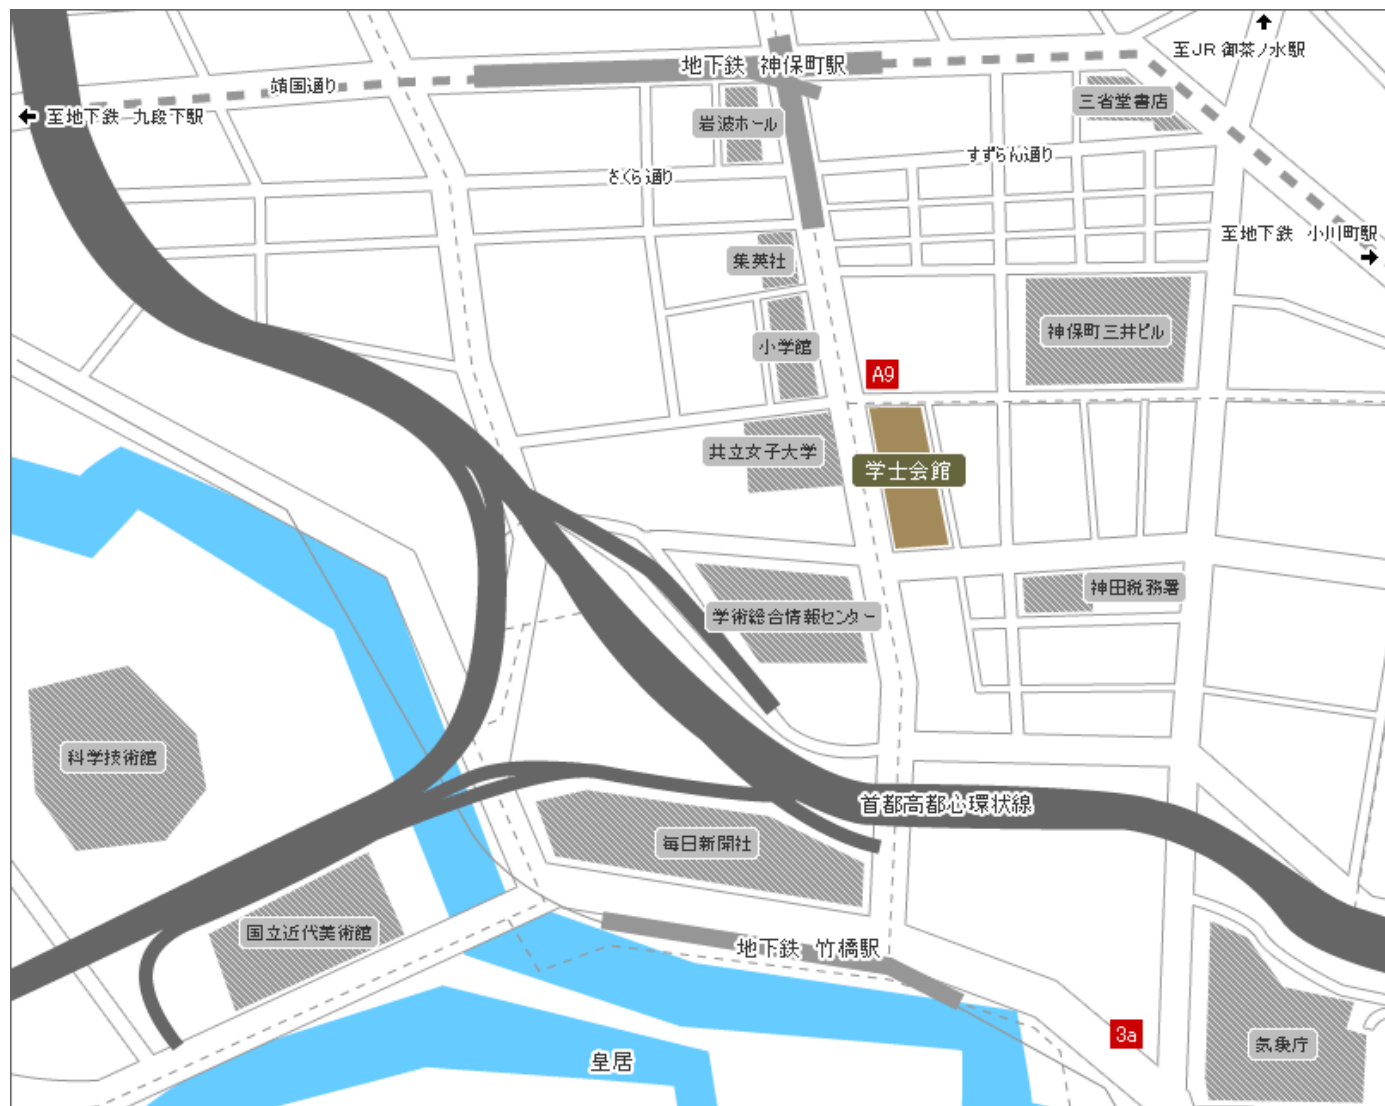 至JR 御茶ノ水駅
地下鉄 神保町駅
靖国通り
三省堂書店
至地下鉄 九段下駅
岩波ホール
すずらん通り
さくら通り
至地下鉄 小川町駅
集英社
神保町三井ビル
小学館
A9
共立女子大学
学士会館
神田税務署
学術総合情報センター
科学技術館
首都高都心環状線
毎日新聞社
国立近代美術館
地下鉄 竹橋駅
3a
気象庁
皇居